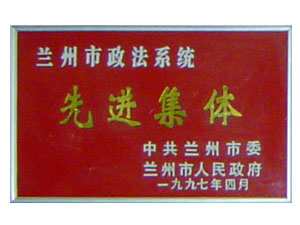 兰州市政法系统
先进集体
中共兰州市委
兰州市人民政府
一九九七年四月